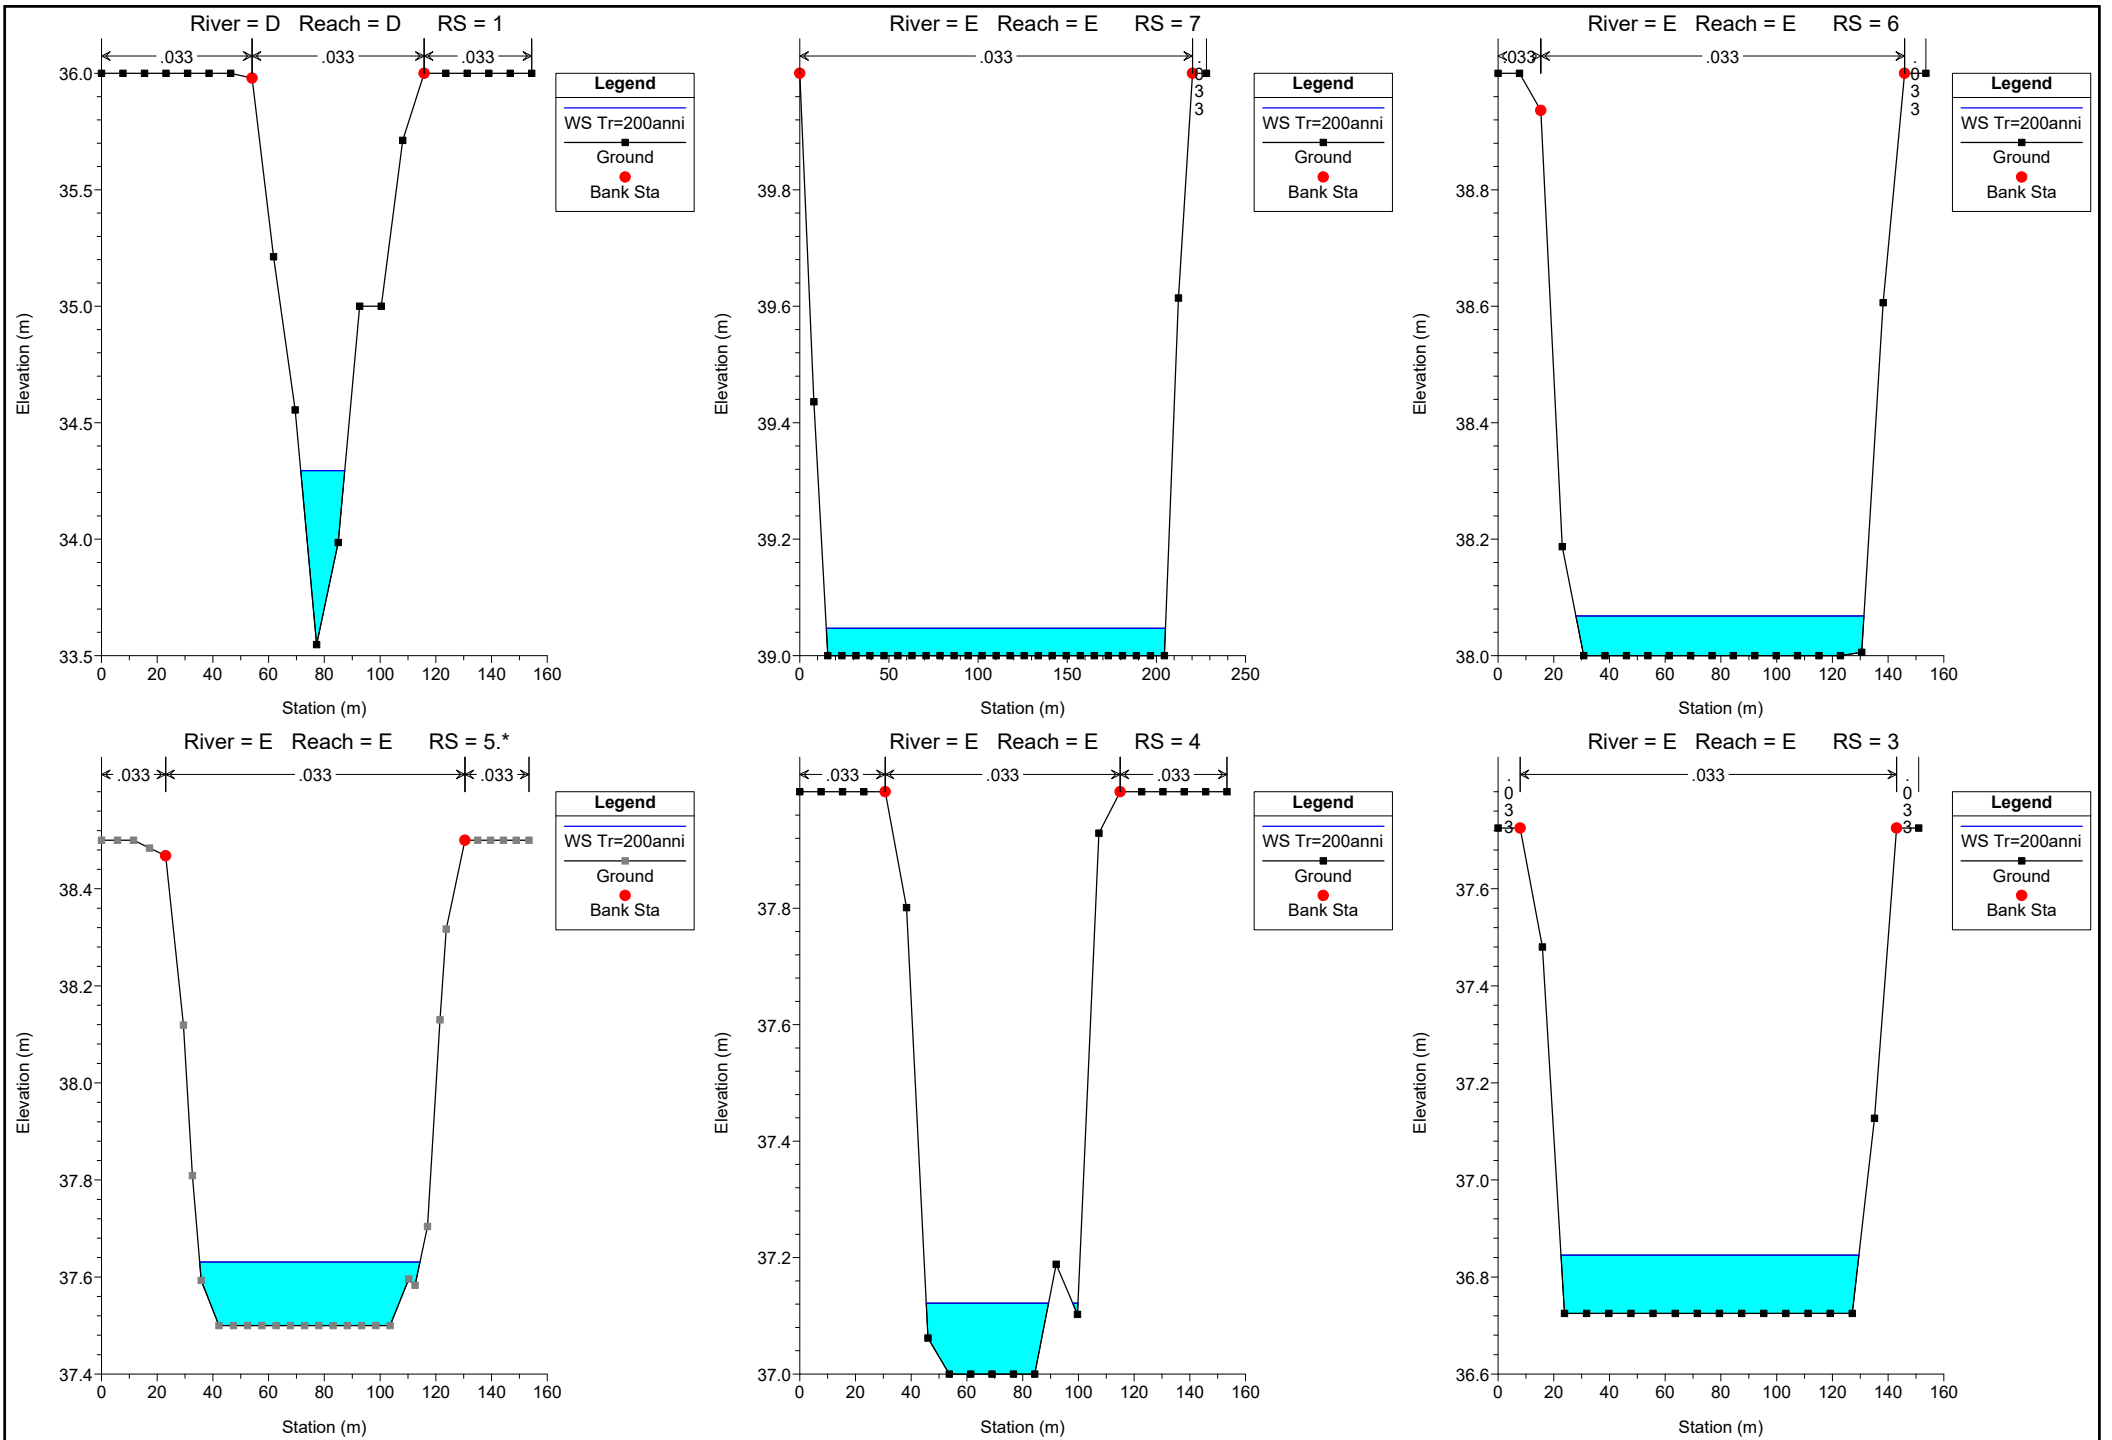 River = D   Reach = D      RS = 1
.033 .033 .033
36.0
35.5
35.0
34.5
34.0
33.5
0 20 40 60 80 100 120 140 160
Station (m)
Elevation (m)
Legend
WS Tr=200anni
Ground
Bank Sta
River = E   Reach = E      RS = 7
.033 .033
39.8
39.6
39.4
39.2
39.0
0 50 100 150 200 250
Station (m)
Elevation (m)
Legend
WS Tr=200anni
Ground
Bank Sta
River = E   Reach = E      RS = 6
.033 .033 .033
38.8
38.6
38.4
38.2
38.0
0 20 40 60 80 100 120 140 160
Station (m)
Elevation (m)
Legend
WS Tr=200anni
Ground
Bank Sta
River = E   Reach = E      RS = 5.*
.033 .033 .033
38.4
38.2
38.0
37.8
37.6
37.4
0 20 40 60 80 100 120 140 160
Station (m)
Elevation (m)
Legend
WS Tr=200anni
Ground
Bank Sta
River = E   Reach = E      RS = 4
.033 .033 .033
37.8
37.6
37.4
37.2
37.0
0 20 40 60 80 100 120 140 160
Station (m)
Elevation (m)
Legend
WS Tr=200anni
Ground
Bank Sta
River = E   Reach = E      RS = 3
.033 .033 .033
37.6
37.4
37.2
37.0
36.8
36.6
0 20 40 60 80 100 120 140 160
Station (m)
Elevation (m)
Legend
WS Tr=200anni
Ground
Bank Sta